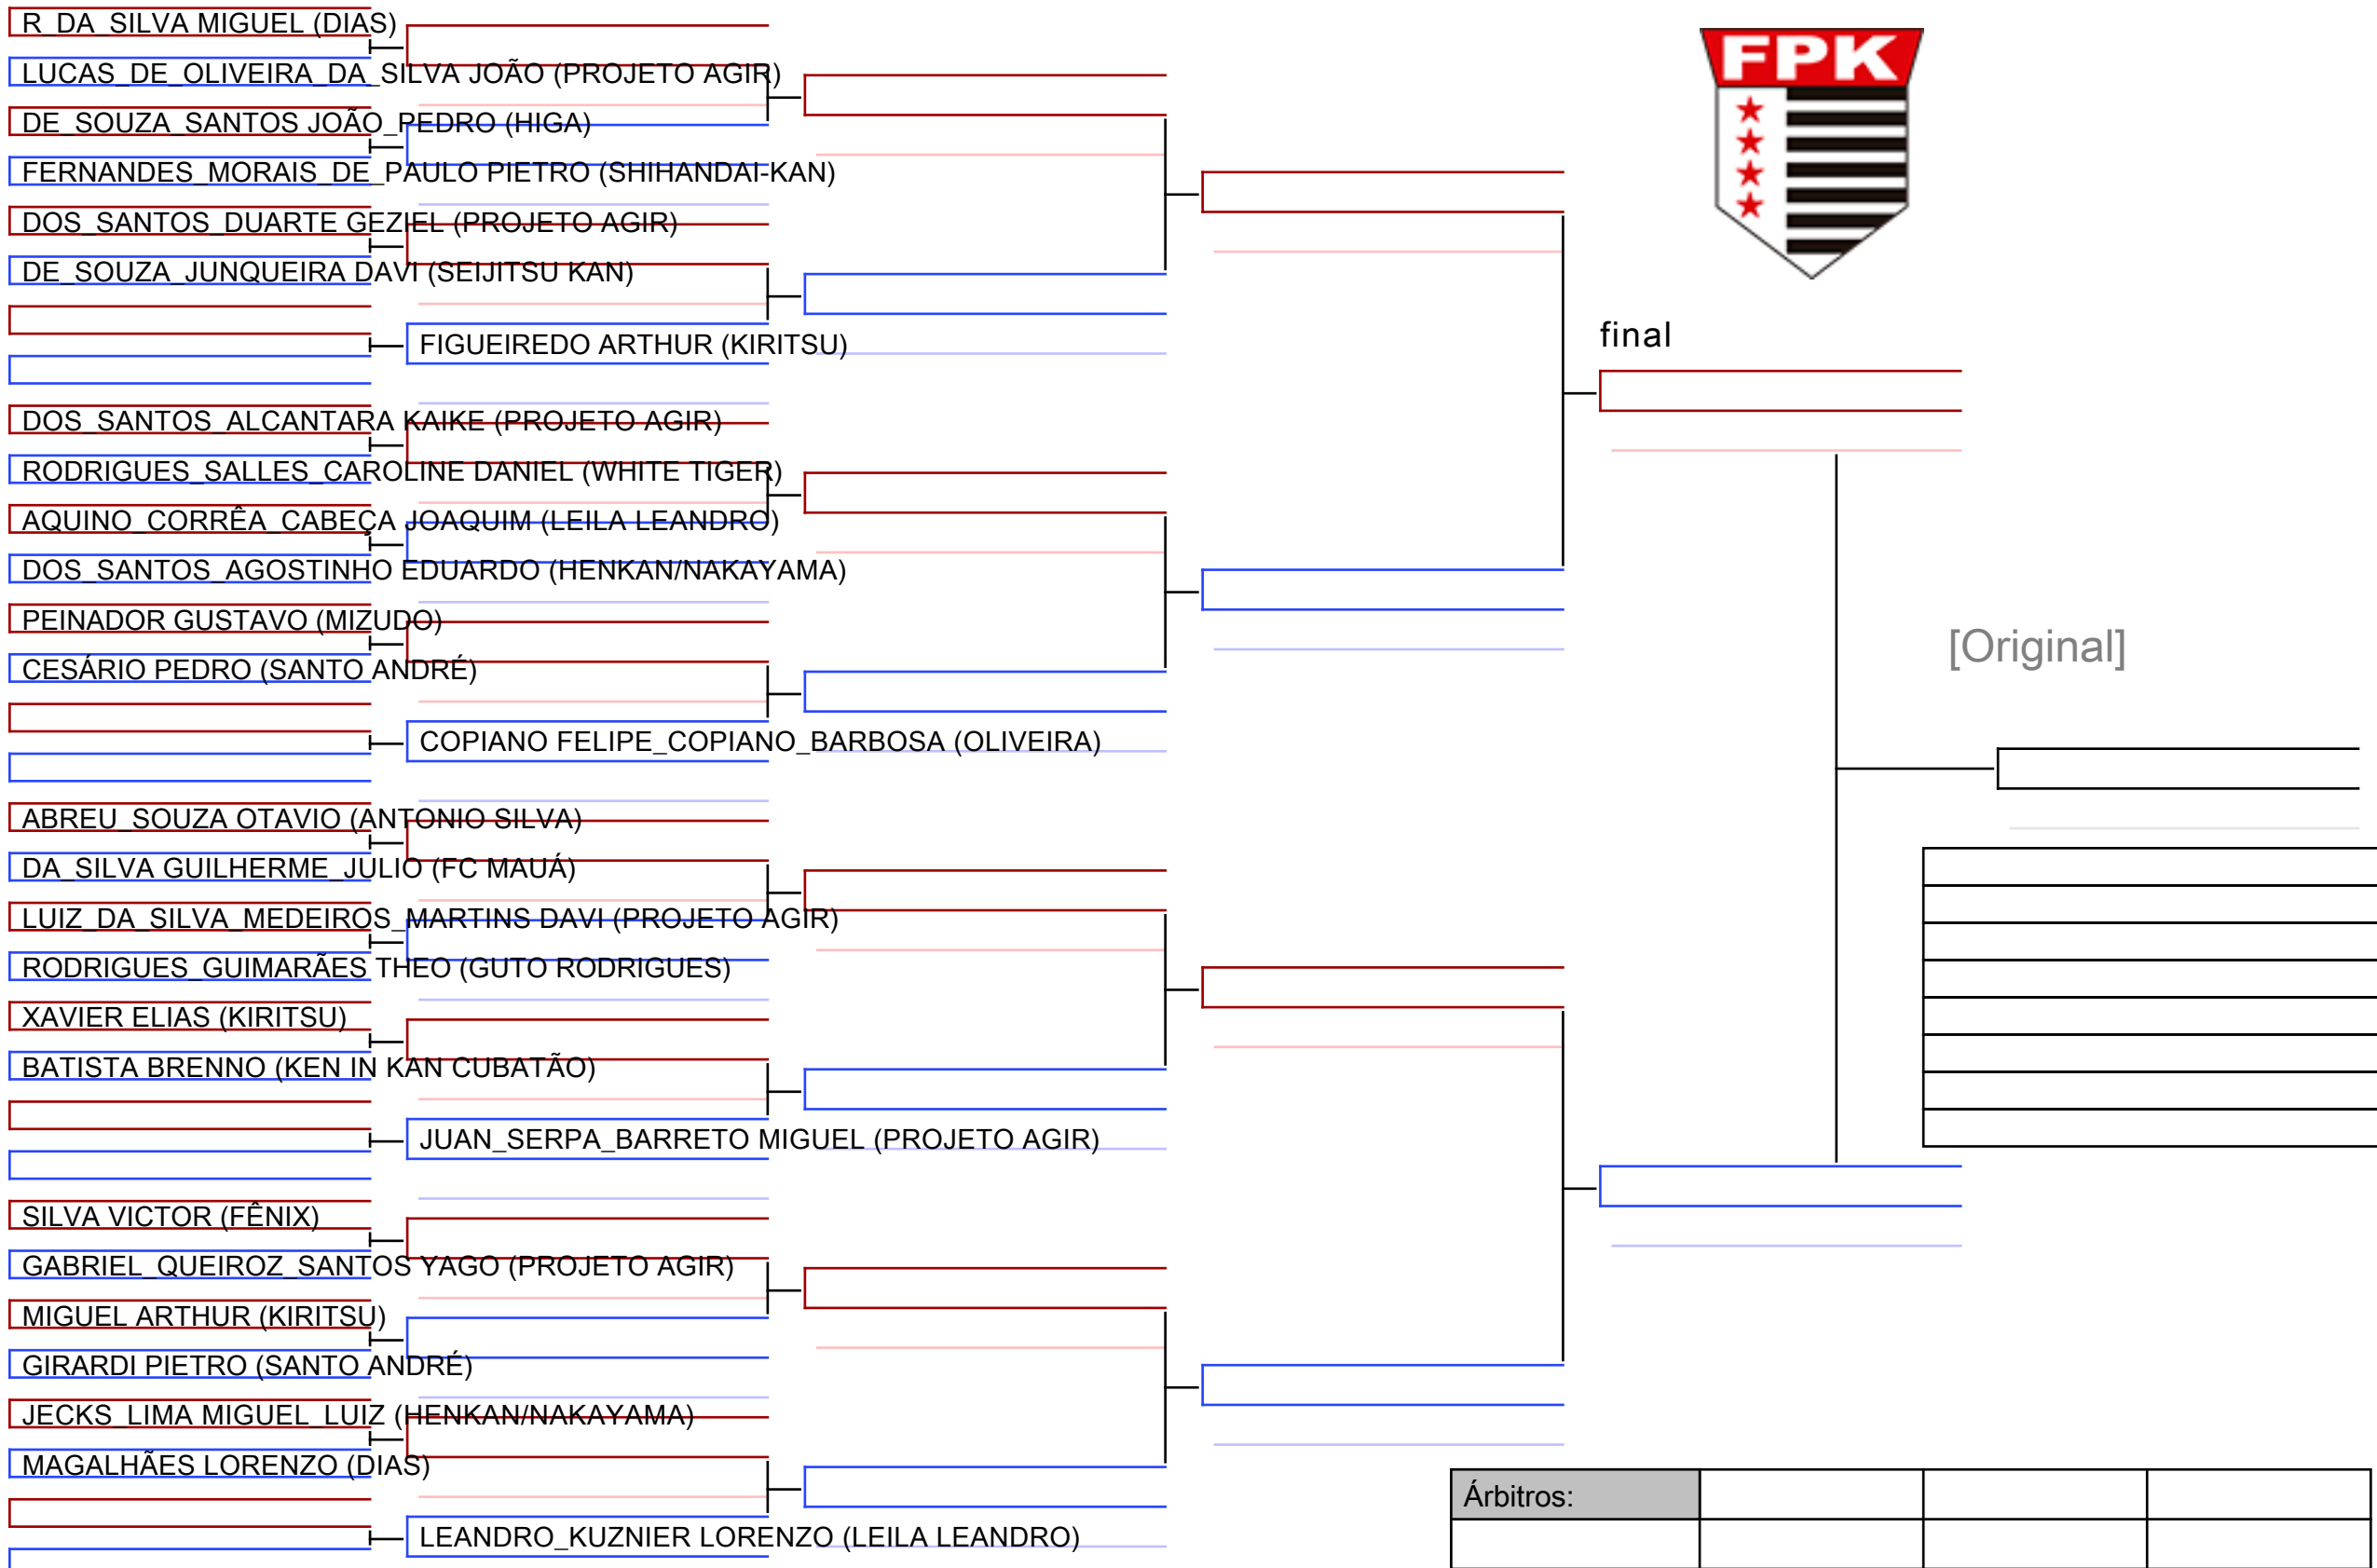 R_DA_SILVA MIGUEL (DIAS)
LUCAS_DE_OLIVEIRA_DA_SILVA JOÃO (PROJETO AGIR)
DE_SOUZA_SANTOS JOÃO_PEDRO (HIGA)
FERNANDES_MORAIS_DE_PAULO PIETRO (SHIHANDAI-KAN)
DOS_SANTOS_DUARTE GEZIEL (PROJETO AGIR)
DE_SOUZA_JUNQUEIRA DAVI (SEIJITSU KAN)
FIGUEIREDO ARTHUR (KIRITSU)
DOS_SANTOS_ALCANTARA KAIKE (PROJETO AGIR)
RODRIGUES_SALLES_CAROLINE DANIEL (WHITE TIGER)
AQUINO_CORRÊA_CABEÇA JOAQUIM (LEILA LEANDRO)
DOS_SANTOS_AGOSTINHO EDUARDO (HENKAN/NAKAYAMA)
PEINADOR GUSTAVO (MIZUDO)
CESÁRIO PEDRO (SANTO ANDRÉ)
COPIANO FELIPE_COPIANO_BARBOSA (OLIVEIRA)
ABREU_SOUZA OTAVIO (ANTONIO SILVA)
DA_SILVA GUILHERME_JULIO (FC MAUÁ)
LUIZ_DA_SILVA_MEDEIROS_MARTINS DAVI (PROJETO AGIR)
RODRIGUES_GUIMARÃES THEO (GUTO RODRIGUES)
XAVIER ELIAS (KIRITSU)
BATISTA BRENNO (KEN IN KAN CUBATÃO)
JUAN_SERPA_BARRETO MIGUEL (PROJETO AGIR)
SILVA VICTOR (FÊNIX)
GABRIEL_QUEIROZ_SANTOS YAGO (PROJETO AGIR)
MIGUEL ARTHUR (KIRITSU)
GIRARDI PIETRO (SANTO ANDRÉ)
JECKS_LIMA MIGUEL_LUIZ (HENKAN/NAKAYAMA)
MAGALHÃES LORENZO (DIAS)
LEANDRO_KUZNIER LORENZO (LEILA LEANDRO)
FPK
final
[Original]
Árbitros: